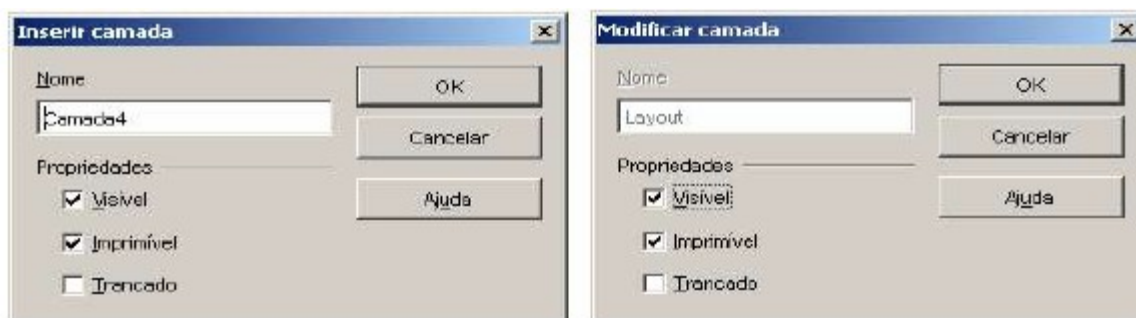 Inserir camada
Nome
Camada4
Propriedades
Visível
Imprimível
Trancado
OK
Cancelar
Ajuda
Modificar camada
Nome
Layout
Propriedades
Visível
Imprimível
Trancado
OK
Cancelar
Ajuda